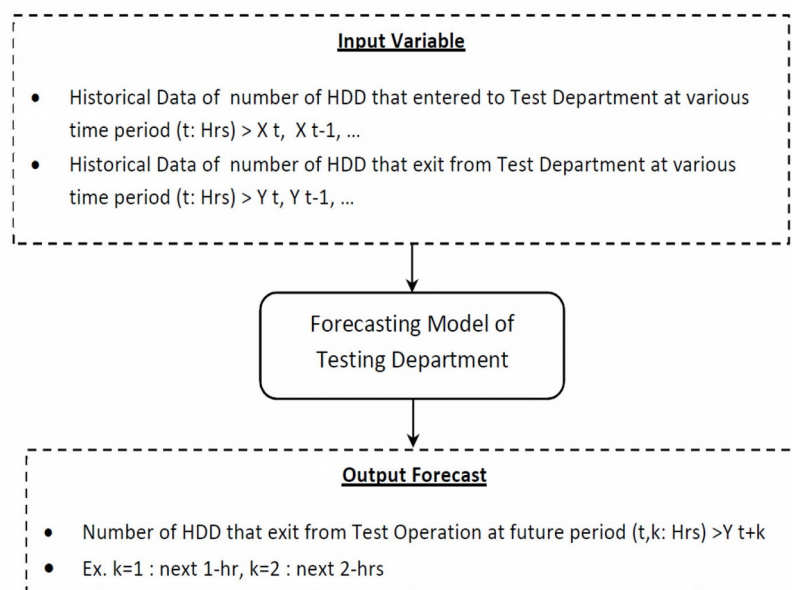 Input Variable
• Historical Data of number of HDD that entered to Test Department at various
time period (t: Hrs) > X t, X t-1, ...
• Historical Data of number of HDD that exit from Test Department at various
time period (t: Hrs) > Y t, Y t-1, ...
Forecasting Model of
Testing Department
Output Forecast
• Number of HDD that exit from Test Operation at future period (t,k: Hrs) >Y t+k
• Ex. k=1 : next 1-hr, k=2 : next 2-hrs